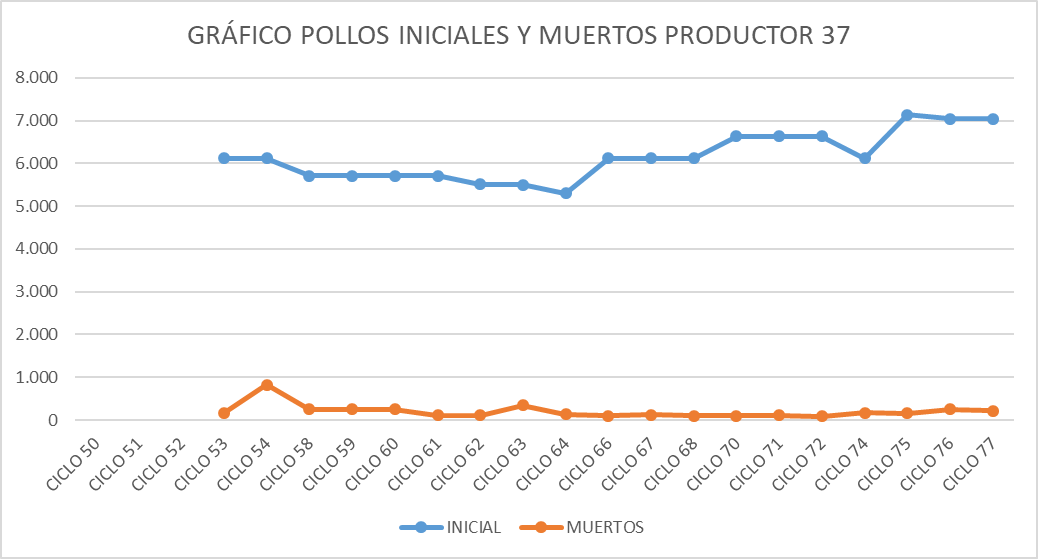 GRÁFICO POLLOS INICIALES Y MUERTOS PRODUCTOR 37
8.000
7.000
6.000
5.000
4.000
3.000
2.000
1.000
0
CICLO 50
CICLO 51
CICLO 52
CICLO 53
CICLO 54
CICLO 58
CICLO 59
CICLO 60
CICLO 61
CICLO 62
CICLO 63
CICLO 64
CICLO 66
CICLO 67
CICLO 68
CICLO 70
CICLO 71
CICLO 72
CICLO 74
CICLO 75
CICLO 76
CICLO 77
INICIAL MUERTOS